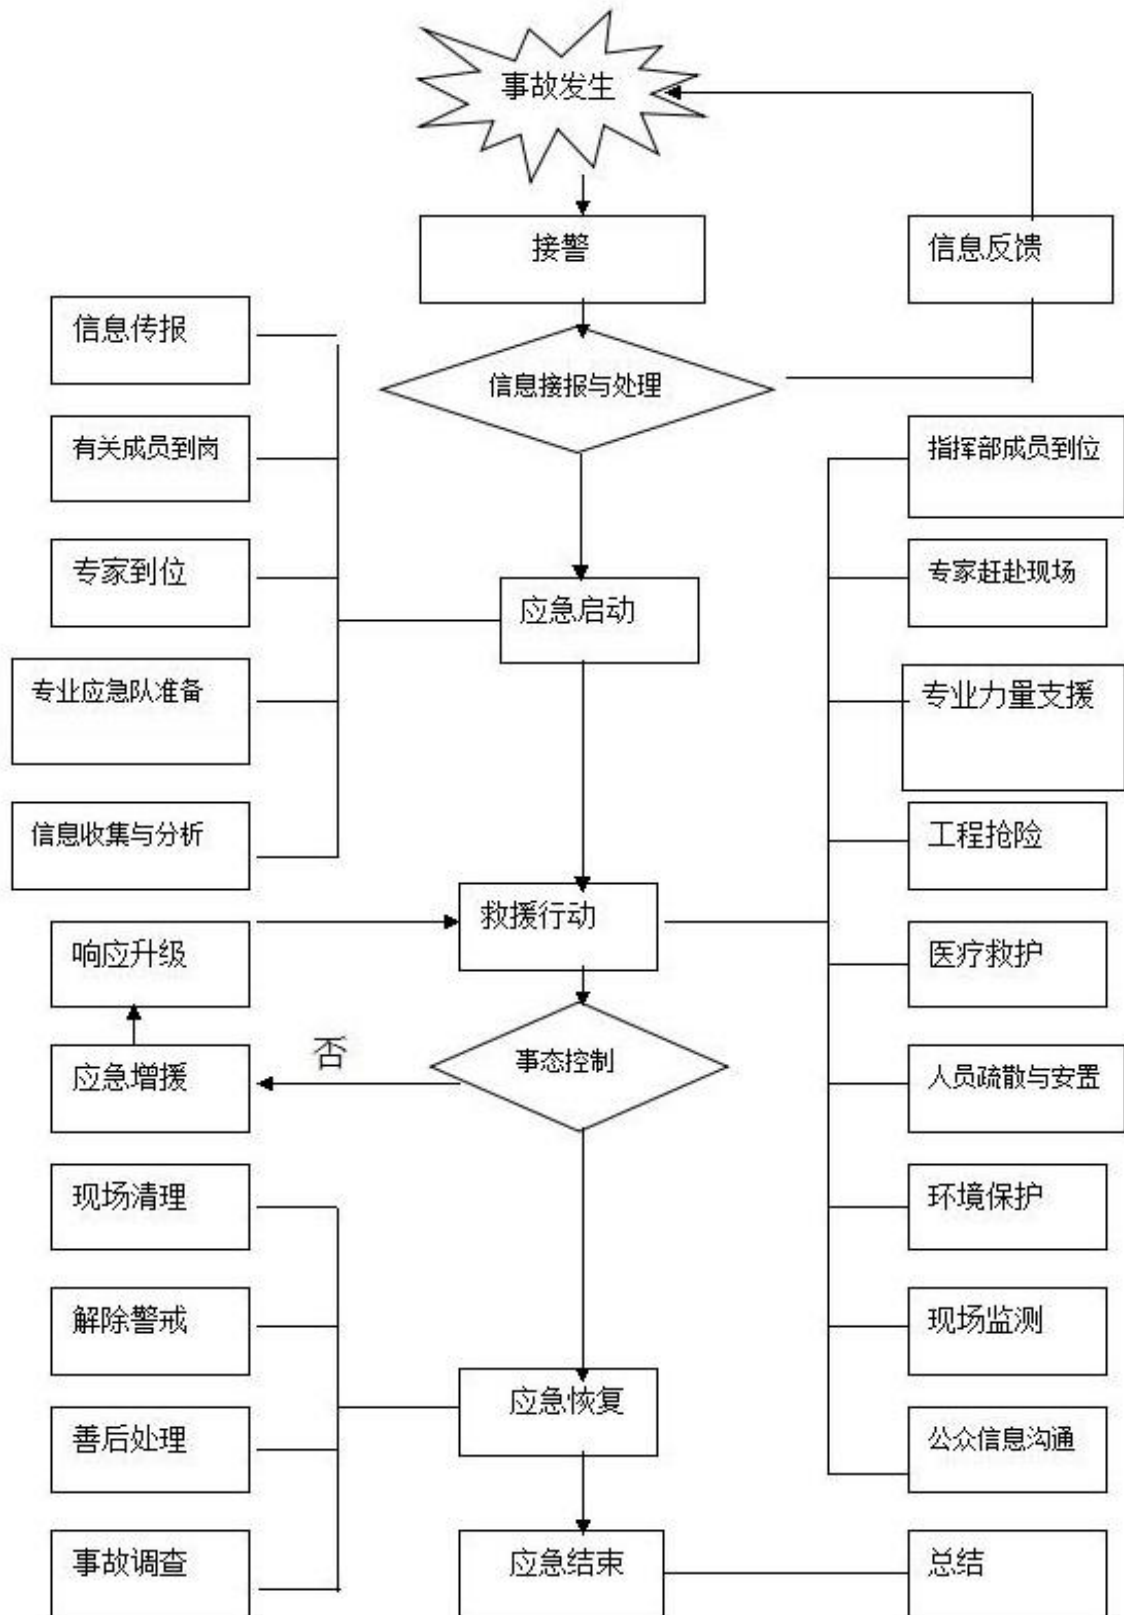 事故发生
接警
信息反馈
信息传报
信息接报与处理
有关成员到岗
指挥部成员到位
专家到位
应急启动
专家赶赴现场
专业应急队准备
专业力量支援
信息收集与分析
工程抢险
响应升级
救援行动
医疗救护
应急增援
否
事态控制
人员疏散与安置
现场清理
环境保护
解除警戒
现场监测
善后处理
应急恢复
公众信息沟通
事故调查
应急结束
总结